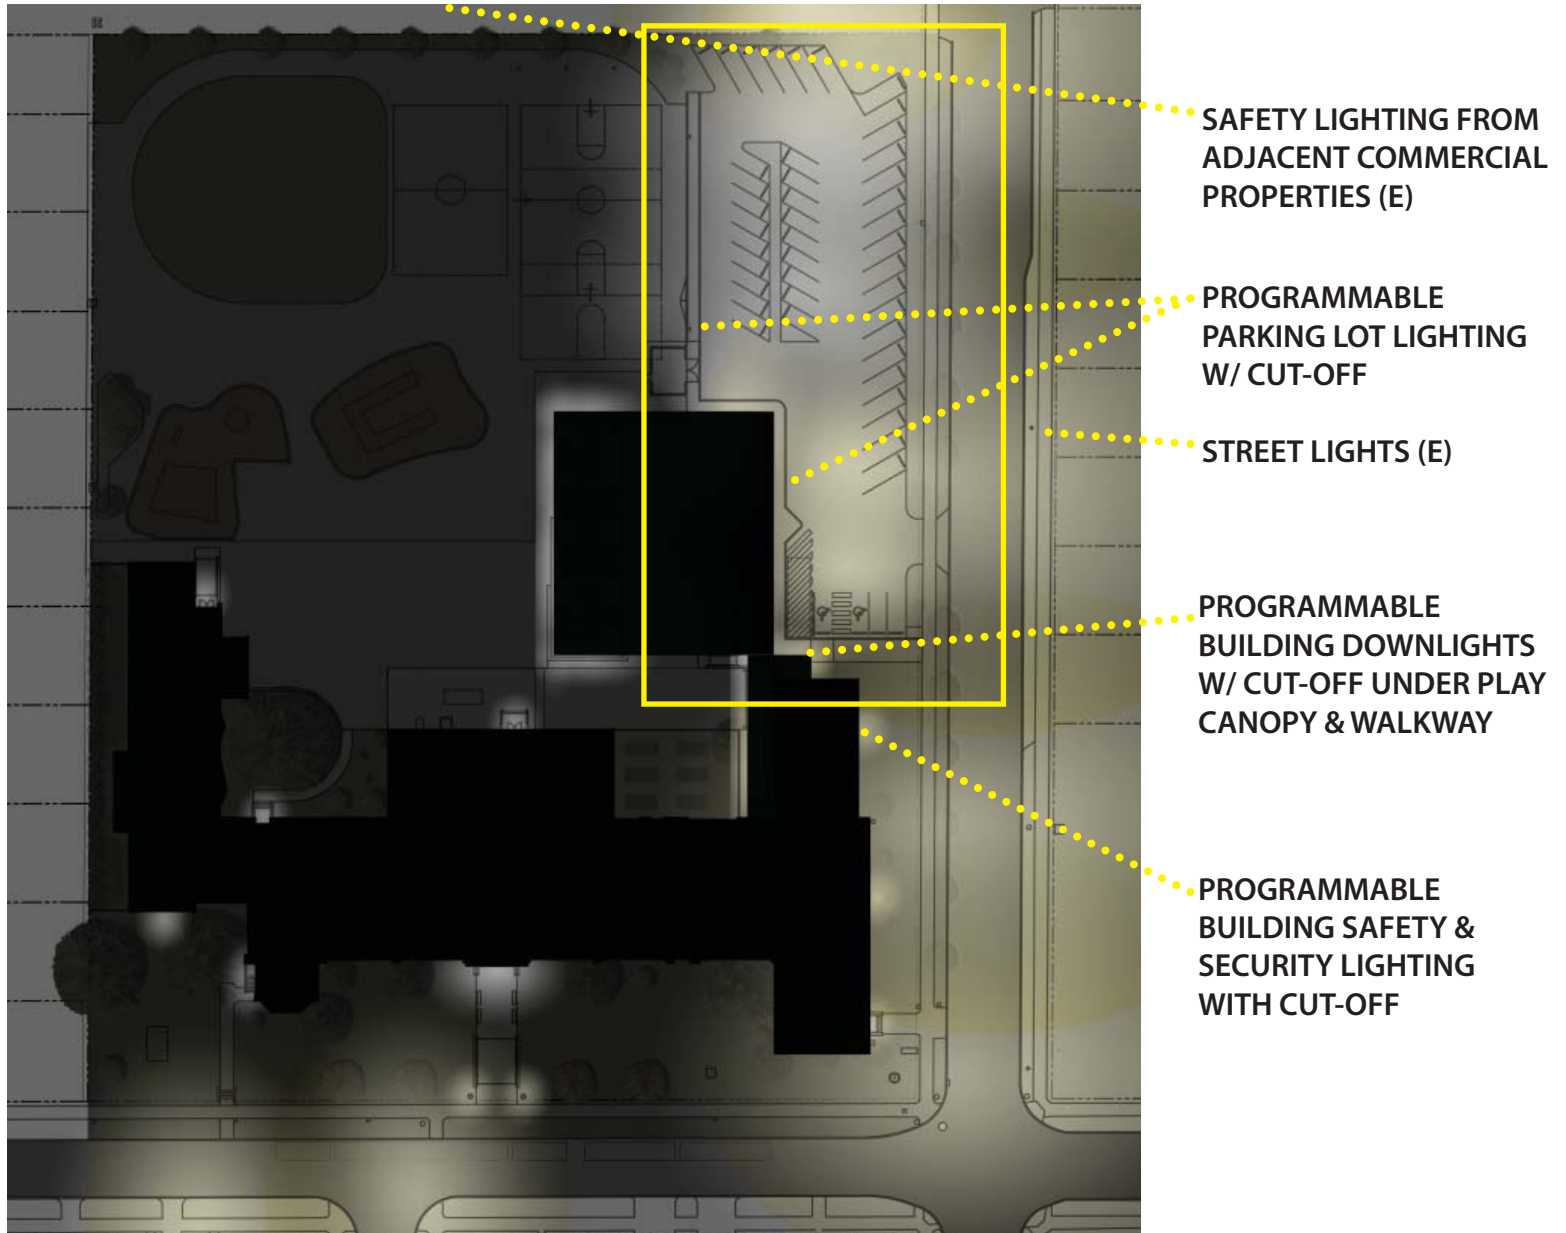 SAFETY LIGHTING FROM
ADJACENT COMMERCIAL
PROPERTIES (E)
PROGRAMMABLE
PARKING LOT LIGHTING
W/ CUT-OFF
STREET LIGHTS (E)
PROGRAMMABLE
BUILDING DOWNLIGHTS
W/ CUT-OFF UNDER PLAY
CANOPY & WALKWAY
PROGRAMMABLE
BUILDING SAFETY &
SECURITY LIGHTING
WITH CUT-OFF